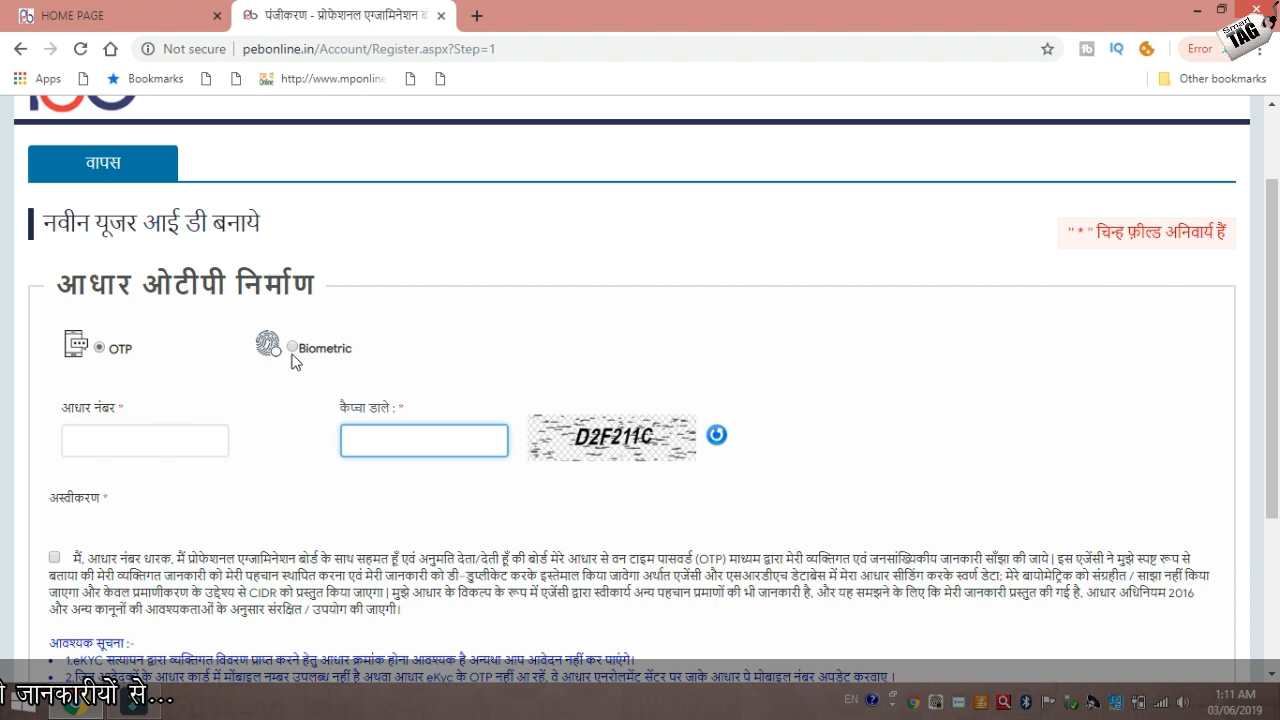 HOME PAGE
पंजीकरण - प्रोफेशनल एग्जामिनेशन ब
Not secure | pebonline.in/Account/Register.aspx?Step=1
Error
Smart TAG
Apps
Bookmarks
http://www.mponline
Other bookmarks
वापस
नवीन यूजर आई डी बनाये
" * " चिन्ह फ़ील्ड अनिवार्य हैं
आधार ओटीपी निर्माण
OTP
Biometric
आधार नंबर *
कैप्चा डाले : *
D2F211C
अस्वीकरण *
मैं, आधार नंबर धारक, मैं प्रोफेशनल एग्जामिनेशन बोर्ड के साथ सहमत हूँ एवं अनुमति देता/देती हूँ की बोर्ड मेरे आधार से वन टाइम पासवर्ड (OTP) माध्यम द्वारा मेरी व्यक्तिगत एवं जनसांख्यिकीय जानकारी साँझा की जाये | इस एजेंसी ने मुझे स्पष्ट रूप से
बताया की मेरी व्यक्तिगत जानकारी को मेरी पहचान स्थापित करना एवं मेरी जानकारी को डी-डुप्लीकेट करके इस्तेमाल किया जावेगा अर्थात एजेंसी और एसआरडीएच डेटाबेस में मेरा आधार सीडिंग करके स्वर्ण डेटा; मेरे बायोमेट्रिक को संग्रहीत / साझा नहीं किया
जाएगा और केवल प्रमाणीकरण के उद्देश्य से CIDR को प्रस्तुत किया जाएगा | मुझे आधार के विकल्प के रूप में एजेंसी द्वारा स्वीकार्य अन्य पहचान प्रमाणों की भी जानकारी है, और यह समझने के लिए कि मेरी जानकारी प्रस्तुत की गई है, आधार अधिनियम 2016
और अन्य कानूनों की आवश्यकताओं के अनुसार संरक्षित / उपयोग की जाएगी।
आवश्यक सूचना :-
1.eKYC सत्यापन द्वारा व्यक्तिगत विवरण प्राप्त करने हेतु आधार क्रमांक होना आवश्यक है अन्यथा आप आवेदन नहीं कर पाएंगे।
के आधार कार्ड में मोबाइल नम्बर उपलब्ध नहीं है अथवा आधार eKyc के OTP नहीं आ रहें, वे आधार एनरोलमेंट सेंटर पर जाके आधार पे मोबाइल नंबर अपडेट करवाए |
जानकारीयों से...
EN
1:11 AM
03/06/2019